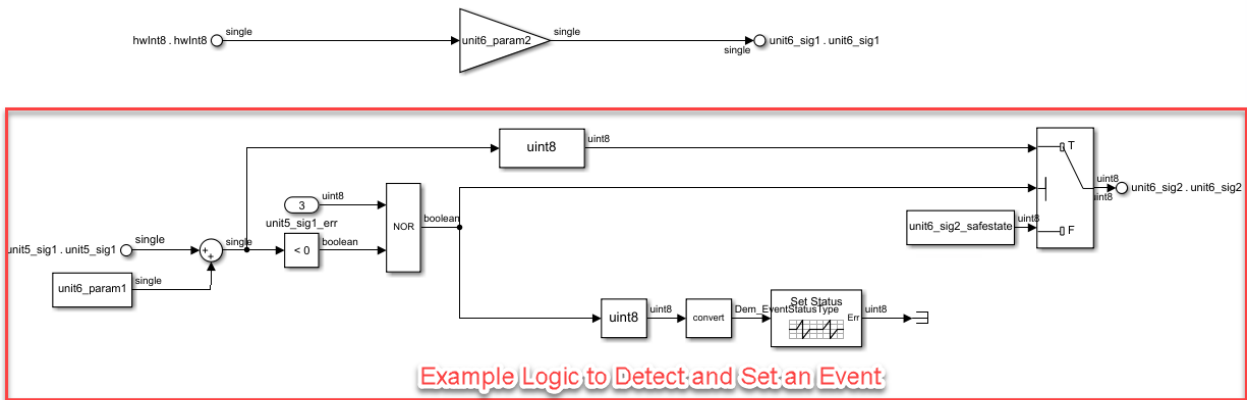 hwInt8 . hwInt8
single
unit6_param2
single
single
unit6_sig1 . unit6_sig1
uint8
uint8
T
3
uint8
unit5_sig1_err
NOR
boolean
uint8
unit6_sig2 . unit6_sig2
uint8
unit6_sig2_safestate
uint8
F
unit5_sig1 . unit5_sig1
single
+
+
single
< 0
boolean
unit6_param1
single
uint8
uint8
convert
Dem_EventStatusType
Set Status
Err
uint8
Example Logic to Detect and Set an Event